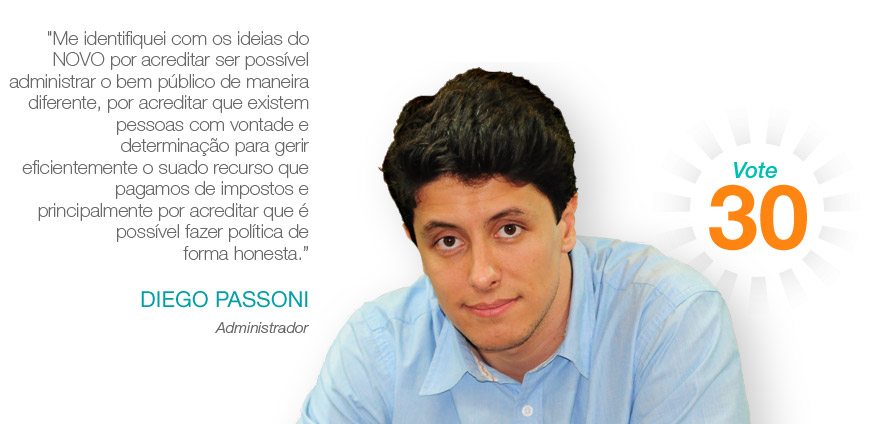 "Me identifiquei com os ideias do
NOVO por acreditar ser possível
administrar o bem público de maneira
diferente, por acreditar que existem
pessoas com vontade e
determinação para gerir
eficientemente o suado recurso que
pagamos de impostos e
principalmente por acreditar que é
possível fazer política de
forma honesta.”
DIEGO PASSONI
Administrador
Vote
30